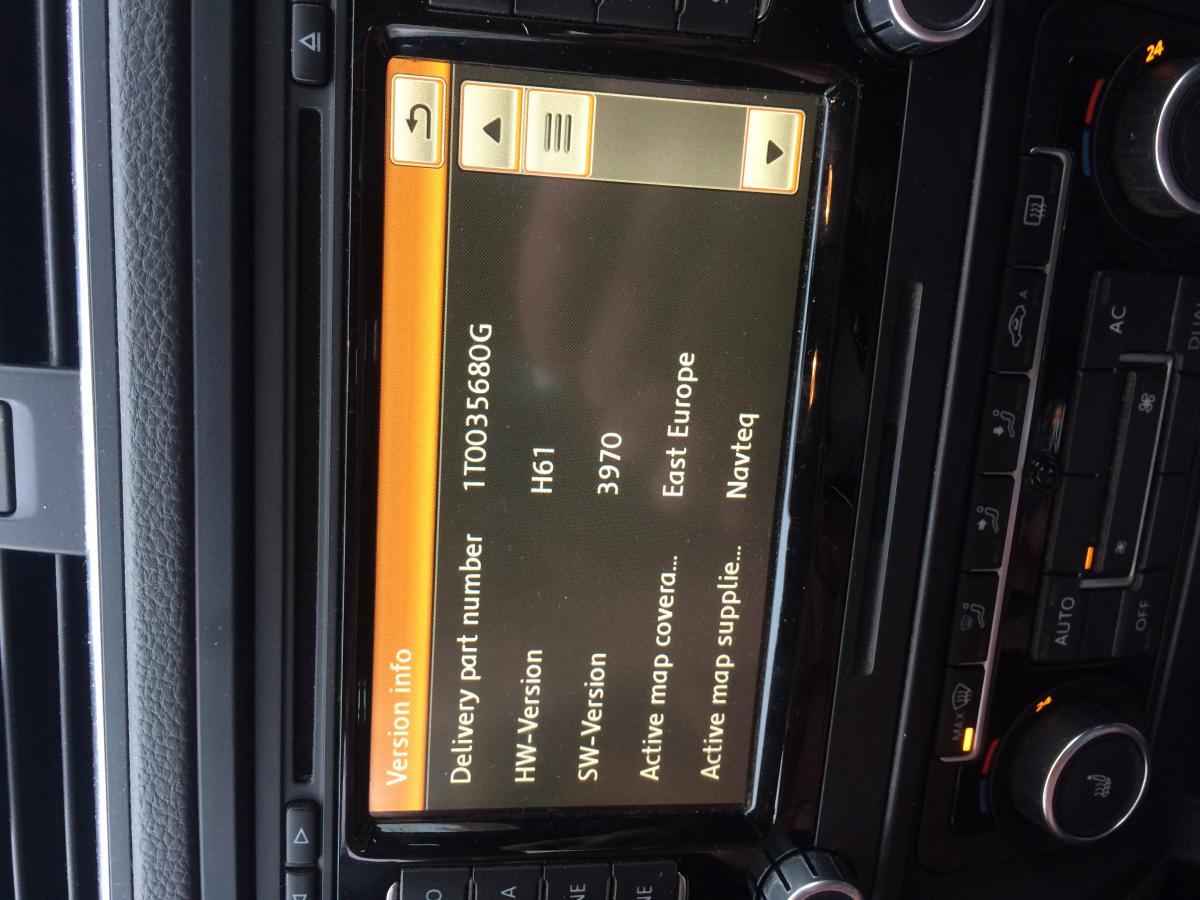 Version info
Delivery part number 1T0035680G
HW-Version H61
SW-Version 3970
Active map covera... East Europe
Active map supplie... Navteq
A
MAX
A
24
24
AUTO
AC
OFF